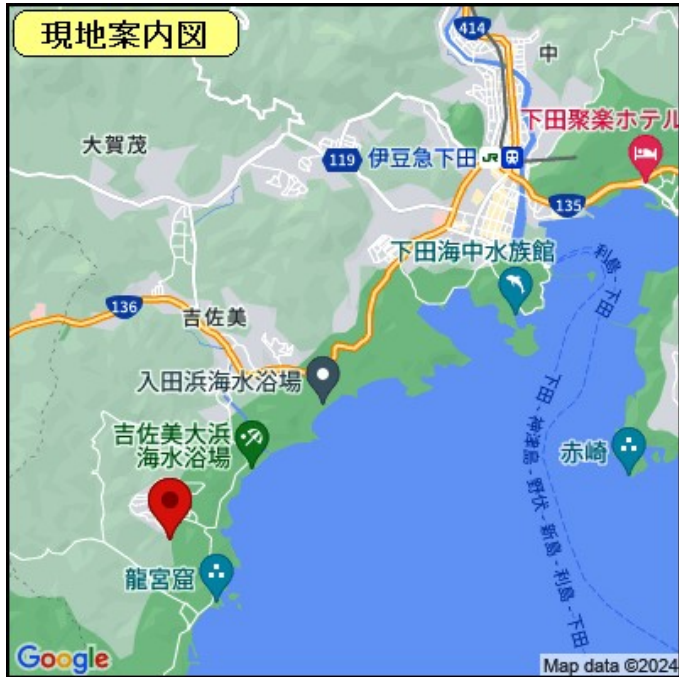 現地案内図
414
中
下田聚楽ホテル
大賀茂
119
伊豆急下田
JR
135
下田海中水族館
利島 - 下田
136
吉佐美
入田浜海水浴場
吉佐美大浜
海水浴場
赤崎
下田 - 神津島 - 野伏 - 新島 - 利島 - 下田
龍宮窟
Google
Map data ©2024